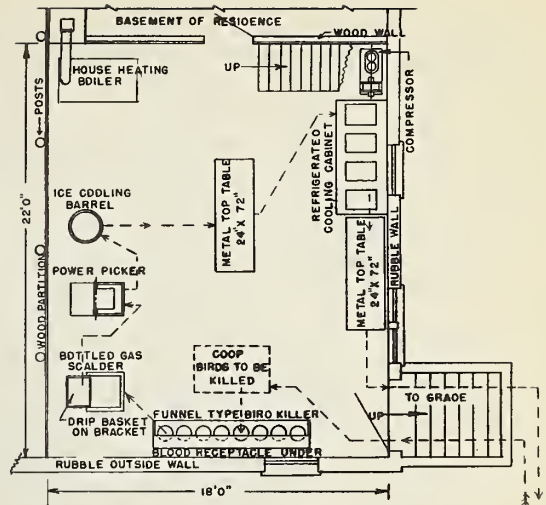 BASEMENT OF RESIDENCE
WOOD WALL
HOUSE HEATING
BOILER
UP
COMPRESSOR
POSTS
REFRIGERATED
COOLING CABINET
METAL TOP TABLE
24"X 72"
22'0"
ICE COOLING
BARREL
METAL TOP TABLE
24"X 72"
RUBBLE WALL
POWER PICKER
WOOD PARTITION
BOTTLED GAS
SCALDER
COOP
BIRDS TO BE
KILLED
TO GRADE
UP
DRIP BASKET
ON BRACKET
FUNNEL TYPE BIRD KILLER
BLOOD RECEPTACLE UNDER
RUBBLE OUTSIDE WALL
18'0"